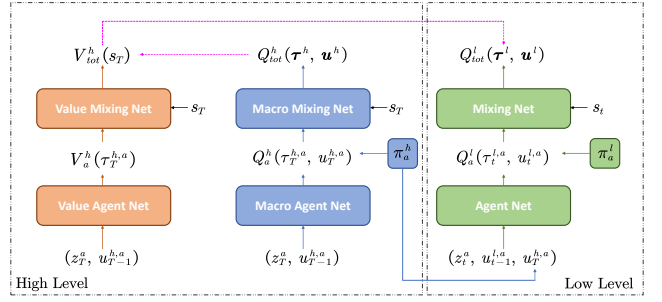 V^h_{tot}(s_T) Q^h_{tot}(τ^h, u^h) Q^l_{tot}(τ^l, u^l)
Value Mixing Net s_T Macro Mixing Net s_T Mixing Net s_t
V^h_a(τ^{h,a}_T) Q^h_a(τ^{h,a}_T, u^{h,a}_T) π^h_a Q^l_a(τ^{l,a}_t, u^{l,a}_t) π^l_a
Value Agent Net Macro Agent Net Agent Net
(z^a_T, u^{h,a}_{T−1}) (z^a_T, u^{h,a}_{T−1}) (z^a_t, u^{l,a}_{t−1}, u^{h,a}_T)
High Level Low Level